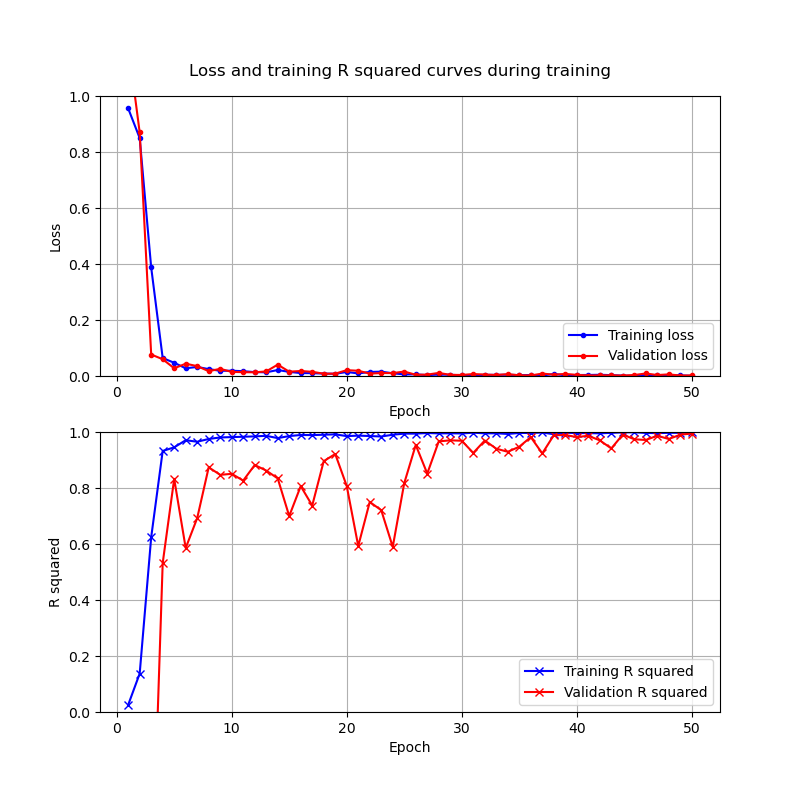 Loss and training R squared curves during training
1.0
0.8
0.6
0.4
0.2
0.0
Loss
Training loss
Validation loss
0 10 20 30 40 50
Epoch
1.0
0.8
0.6
0.4
0.2
0.0
R squared
Training R squared
Validation R squared
0 10 20 30 40 50
Epoch